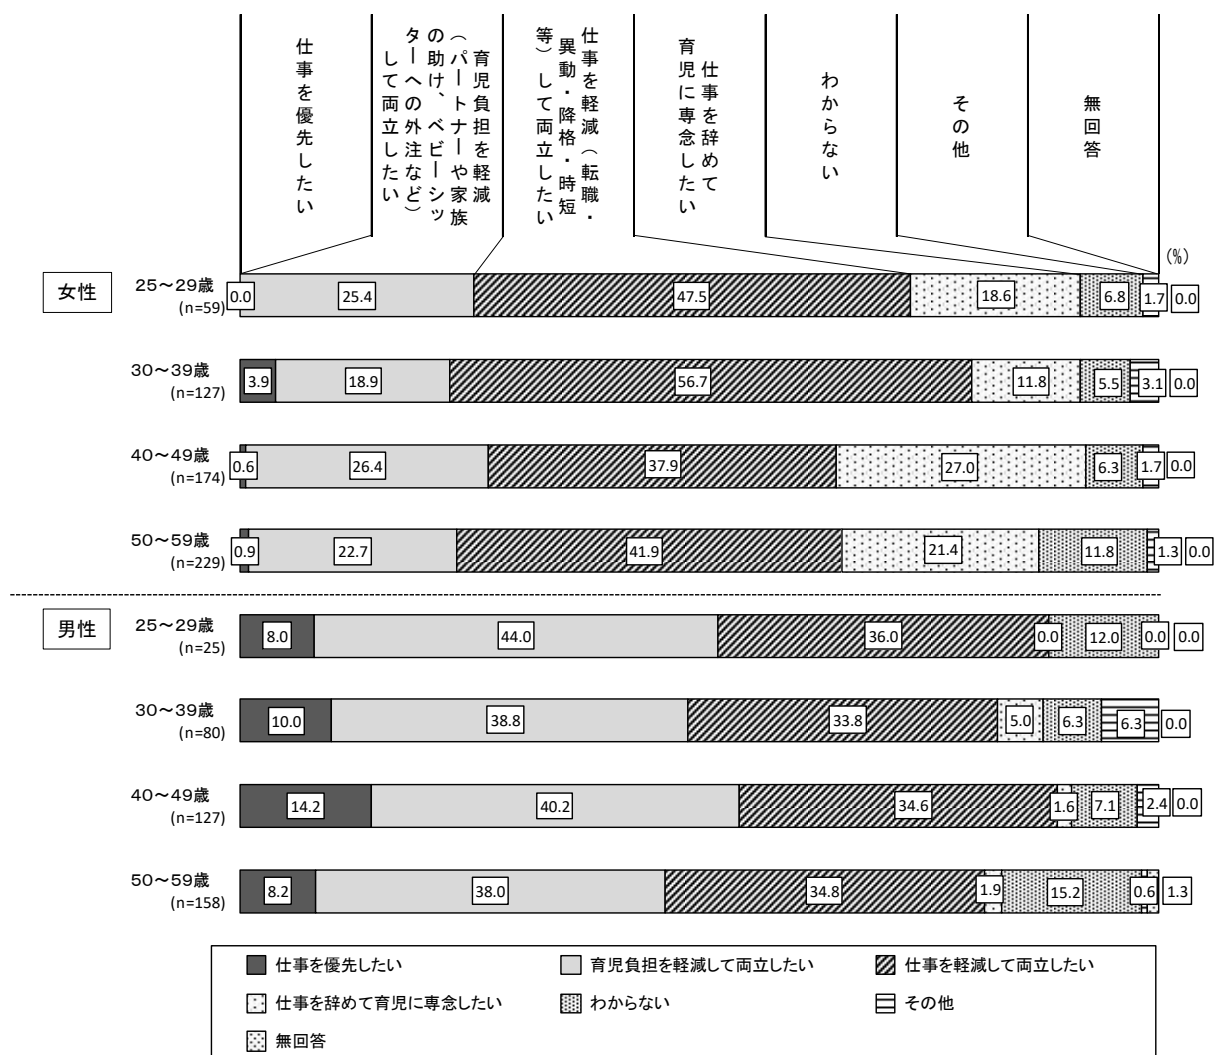 仕事を優先したい
育児負担を軽減
（パートナーや家族
の助け、ベビーシッ
ターへの外注など）
して両立したい
仕事を軽減（転職・
異動・降格・時短
等）して両立したい
仕事を辞めて
育児に専念したい
わからない
その他
無回答
(%)
女性
25～29歳
(n=59)
0.0 25.4 47.5 18.6 6.8 1.7 0.0
30～39歳
(n=127)
3.9 18.9 56.7 11.8 5.5 3.1 0.0
40～49歳
(n=174)
0.6 26.4 37.9 27.0 6.3 1.7 0.0
50～59歳
(n=229)
0.9 22.7 41.9 21.4 11.8 1.3 0.0
男性
25～29歳
(n=25)
8.0 44.0 36.0 0.0 12.0 0.0 0.0
30～39歳
(n=80)
10.0 38.8 33.8 5.0 6.3 6.3 0.0
40～49歳
(n=127)
14.2 40.2 34.6 1.6 7.1 2.4 0.0
50～59歳
(n=158)
8.2 38.0 34.8 1.9 15.2 0.6 1.3
仕事を優先したい 育児負担を軽減して両立したい 仕事を軽減して両立したい
仕事を辞めて育児に専念したい わからない その他
無回答